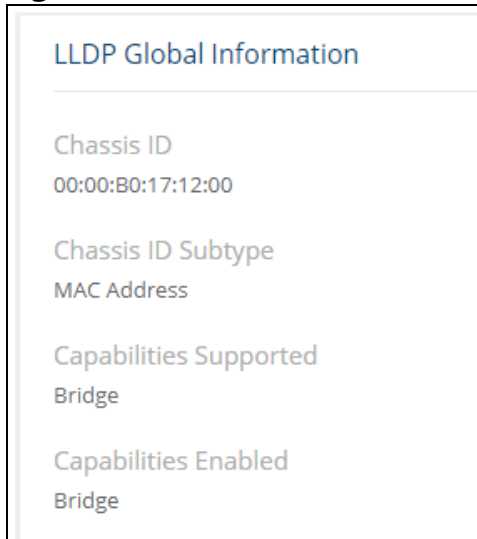 LLDP Global Information
Chassis ID
00:00:B0:17:12:00
Chassis ID Subtype
MAC Address
Capabilities Supported
Bridge
Capabilities Enabled
Bridge